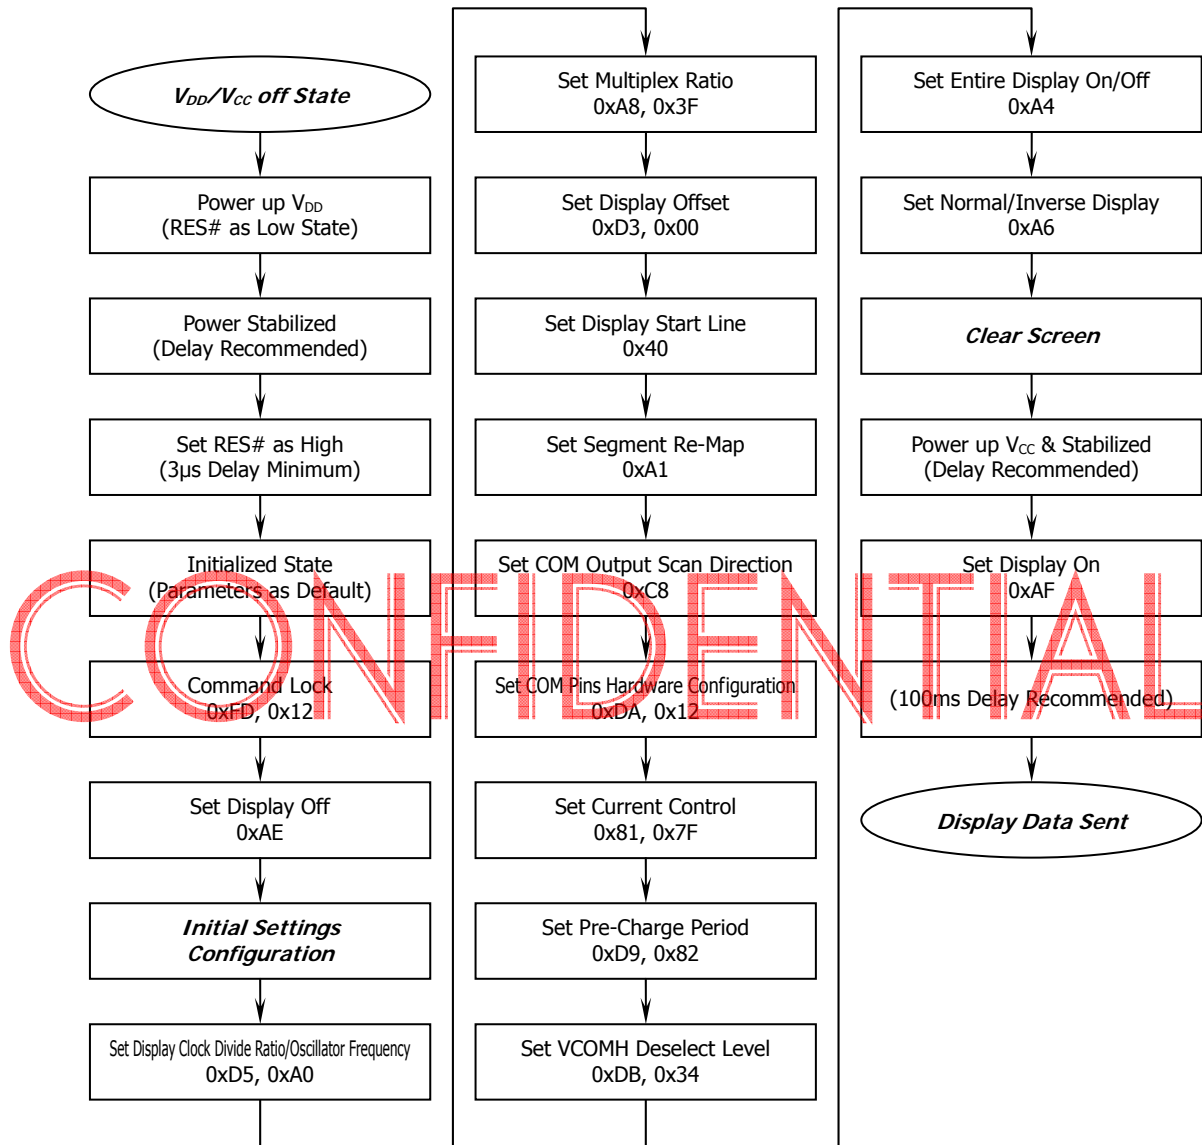 V_DD/V_CC off State
Power up V_DD
(RES# as Low State)
Power Stabilized
(Delay Recommended)
Set RES# as High
(3µs Delay Minimum)
Initialized State
(Parameters as Default)
Command Lock
0xFD, 0x12
Set Display Off
0xAE
Initial Settings
Configuration
Set Display Clock Divide Ratio/Oscillator Frequency
0xD5, 0xA0
Set Multiplex Ratio
0xA8, 0x3F
Set Display Offset
0xD3, 0x00
Set Display Start Line
0x40
Set Segment Re-Map
0xA1
Set COM Output Scan Direction
0xC8
Set COM Pins Hardware Configuration
0xDA, 0x12
Set Current Control
0x81, 0x7F
Set Pre-Charge Period
0xD9, 0x82
Set VCOMH Deselect Level
0xDB, 0x34
Set Entire Display On/Off
0xA4
Set Normal/Inverse Display
0xA6
Clear Screen
Power up V_CC & Stabilized
(Delay Recommended)
Set Display On
0xAF
(100ms Delay Recommended)
Display Data Sent
CONFIDENTIAL